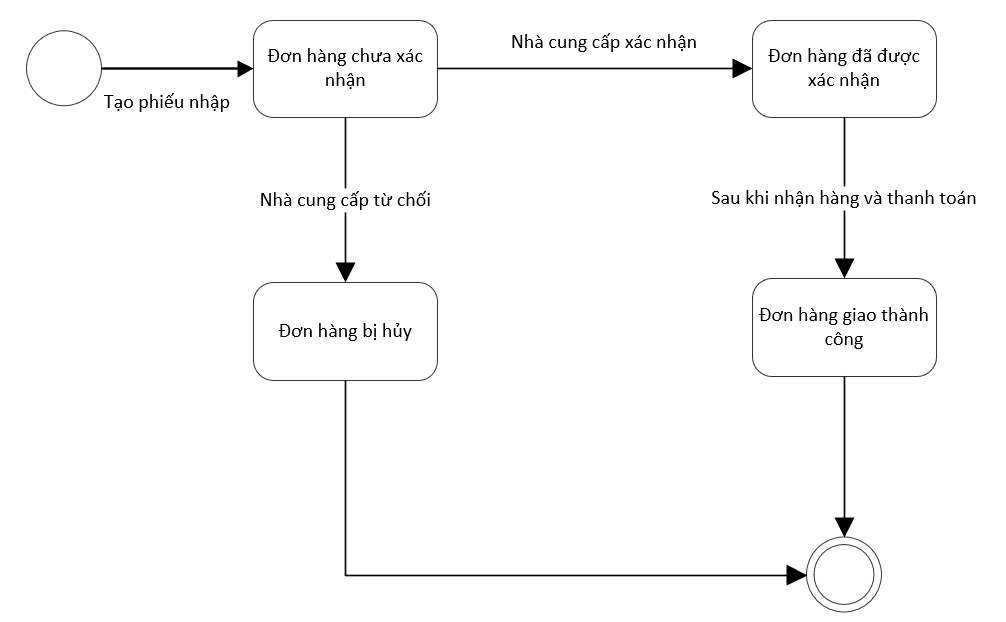 Đơn hàng chưa xác
nhận
Nhà cung cấp xác nhận
Đơn hàng đã được
xác nhận
Tạo phiếu nhập
Nhà cung cấp từ chối
Sau khi nhận hàng và thanh toán
Đơn hàng bị hủy
Đơn hàng giao thành
công